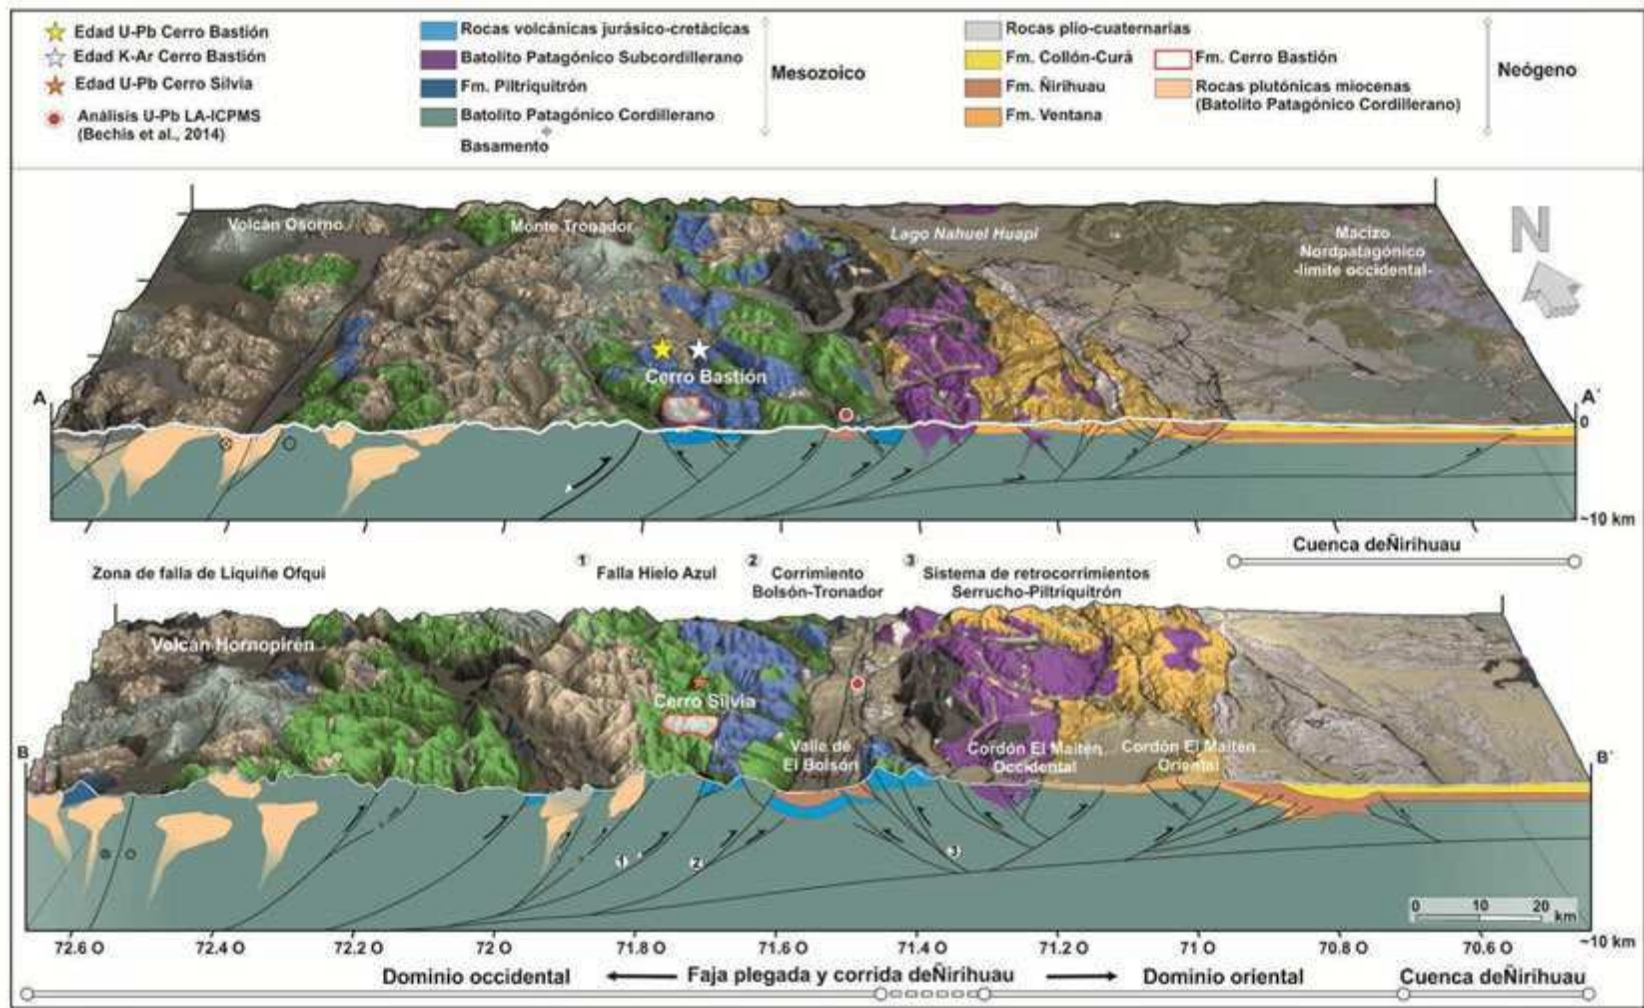 Edad U-Pb Cerro Bastión
Edad K-Ar Cerro Bastión
Edad U-Pb Cerro Silvia
Análisis U-Pb LA-ICPMS
(Bechis et al., 2014)
Rocas volcánicas jurásico-cretácicas
Batolito Patagónico Subcordillerano
Fm. Piltriquitrón
Batolito Patagónico Cordillerano
Basamento
Mesozoico
Rocas plio-cuaternarias
Fm. Collón-Curá
Fm. Ñirihuau
Fm. Ventana
Fm. Cerro Bastión
Rocas plutónicas miocenas
(Batolito Patagónico Cordillerano)
Neógeno
Volcán Osorno
Monte Tronador
Lago Nahuel Huapi
Macizo
Nordpatagónico
-limite occidental-
N
Cerro Bastión
A
A'
0
~10 km
Cuenca deÑirihuau
Zona de falla de Liquiñe Ofqui
1 Falla Hielo Azul
2 Corrimiento
Bolsón-Tronador
3 Sistema de retrocorrimientos
Serrucho-Piltriquitrón
Volcán Hornopiren
Cerro Silvia
Valle de
El Bolsón
Cordón El Maitén
Occidental
Cordón El Maiten
Oriental
B
B'
1
2
3
0 10 20
km
~10 km
72.6 O 72.4 O 72.2 O 72 O 71.8 O 71.6 O 71.4 O 71.2 O 71 O 70.8 O 70.6 O
Dominio occidental Faja plegada y corrida deÑirihuau Dominio oriental Cuenca deÑirihuau